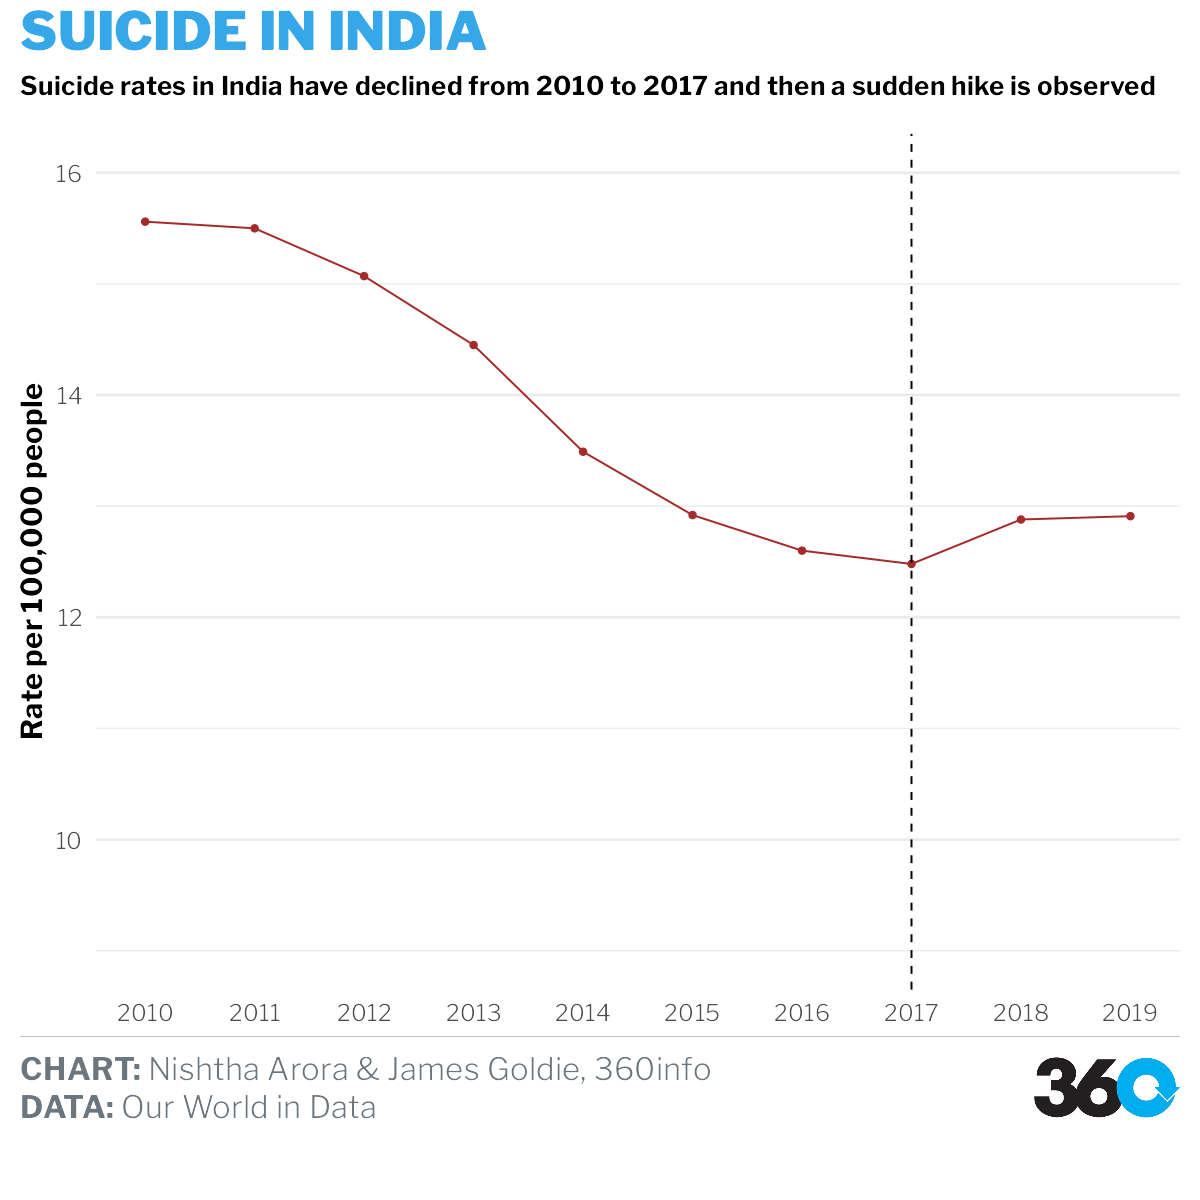 SUICIDE IN INDIA
Suicide rates in India have declined from 2010 to 2017 and then a sudden hike is observed
Rate per 100,000 people
16
14
12
10
2010 2011 2012 2013 2014 2015 2016 2017 2018 2019
CHART: Nishtha Arora & James Goldie, 360info
DATA: Our World in Data
360